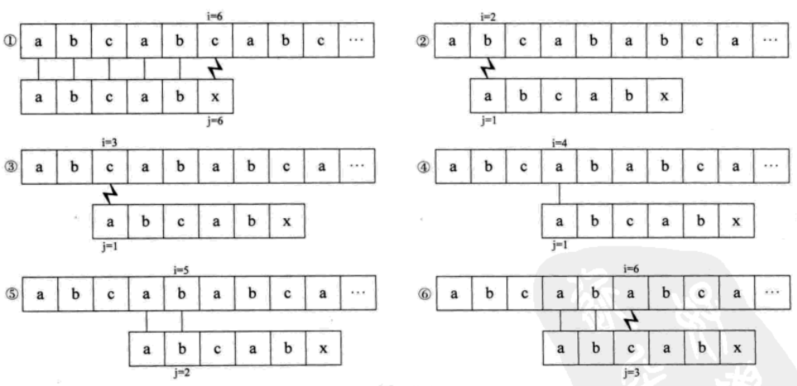 i=6
① a b c a b c a b c ···
a b c a b x
j=6
i=2
② a b c a b a b c a ···
a b c a b x
j=1
i=3
③ a b c a b a b c a ···
a b c a b x
j=1
i=4
④ a b c a b a b c a ···
a b c a b x
j=1
i=5
⑤ a b c a b a b c a ···
a b c a b x
j=2
i=6
⑥ a b c a b a b c a ···
a b c a b x
j=3